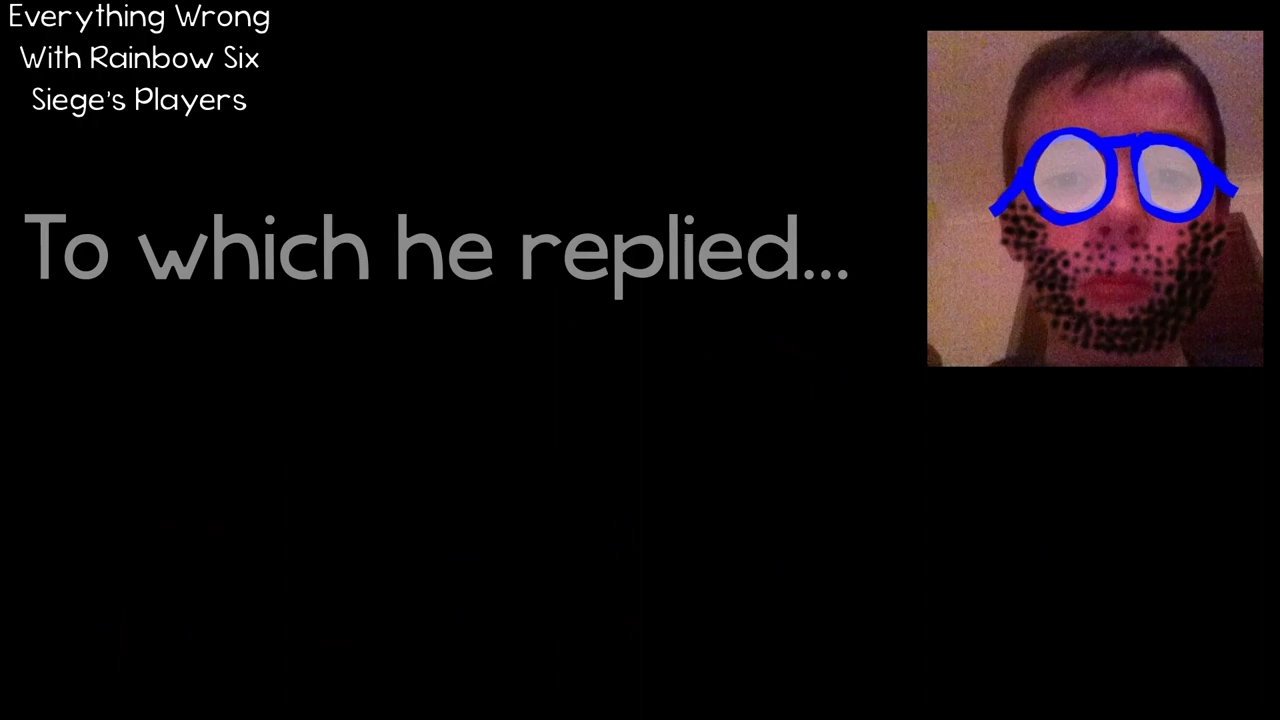 Everything Wrong
With Rainbow Six
Siege's Players
To which he replied...